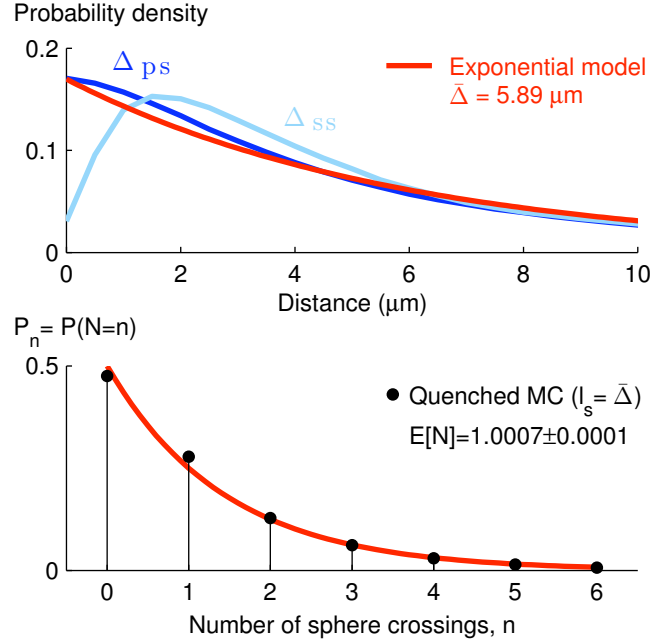 Probability density
0.2
Δ ps
Exponential model
Δ̄ = 5.89 μm
Δ ss
0.1
0
0 2 4 6 8 10
Distance (μm)
P_n= P(N=n)
0.5
Quenched MC (l_s= Δ̄)
E[N]=1.0007±0.0001
0
0 1 2 3 4 5 6
Number of sphere crossings, n